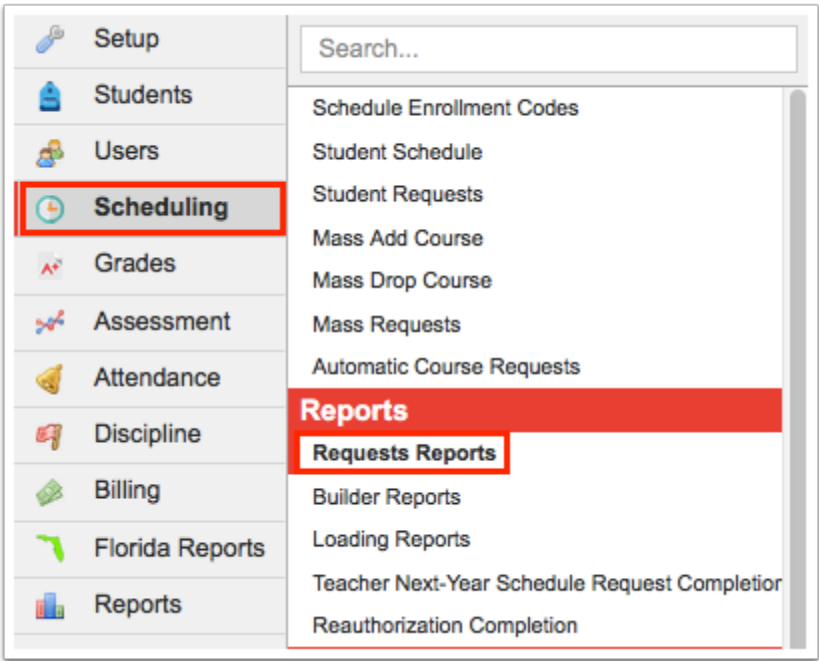 Setup
Students
Users
Scheduling
Grades
A+
Assessment
Attendance
Discipline
Billing
Florida Reports
Reports
Search...
Schedule Enrollment Codes
Student Schedule
Student Requests
Mass Add Course
Mass Drop Course
Mass Requests
Automatic Course Requests
Reports
Requests Reports
Builder Reports
Loading Reports
Teacher Next-Year Schedule Request Completion
Reauthorization Completion